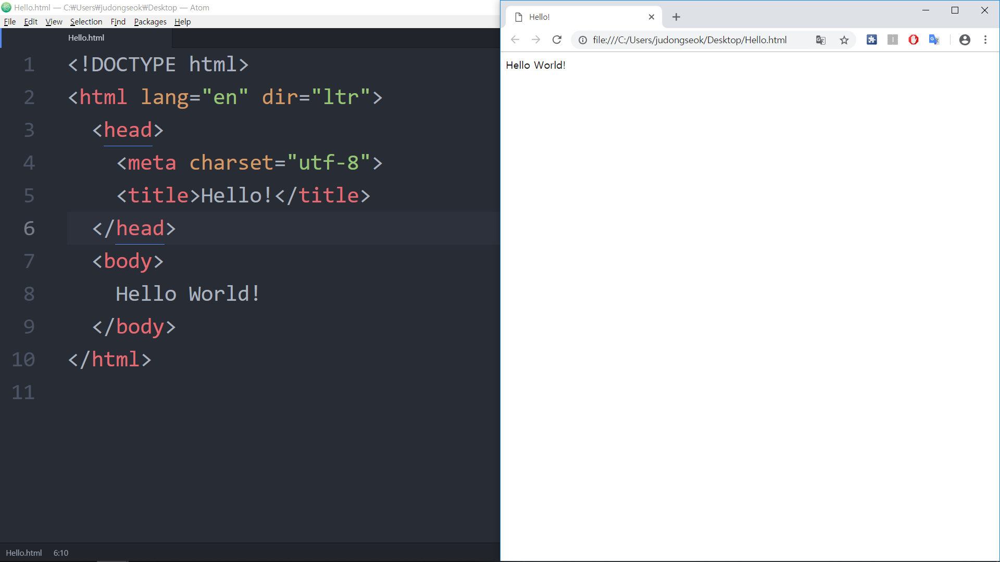 Hello.html — C:₩Users₩judongseok₩Desktop — Atom
File Edit View Selection Find Packages Help
Hello.html
1 <!DOCTYPE html>
2 <html lang="en" dir="ltr">
3 <head>
4 <meta charset="utf-8">
5 <title>Hello!</title>
6 </head>
7 <body>
8 Hello World!
9 </body>
10 </html>
11
Hello.html 6:10
Hello!
file:///C:/Users/judongseok/Desktop/Hello.html
Hello World!